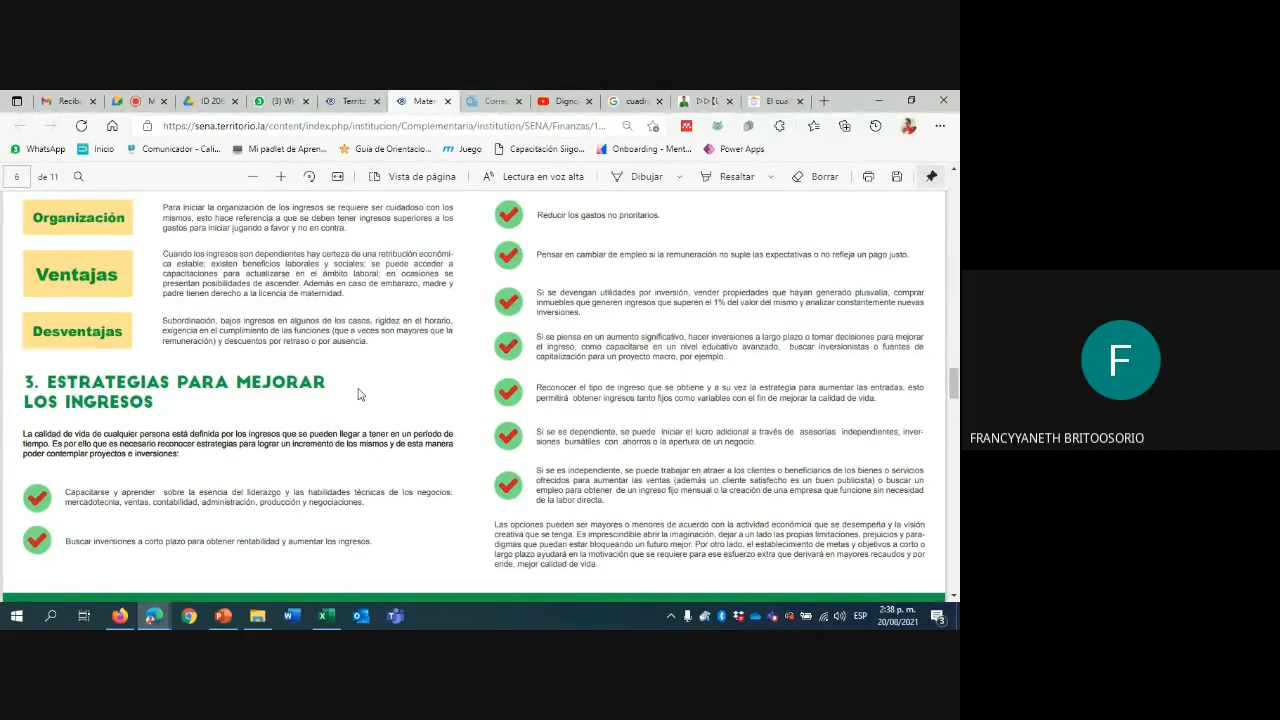 Recib
M
ID 205
(3) W
Territo
Mater
Corre
Digno
cuadr
▷▷[L
El cua
https://sena.territorio.la/content/index.php/institucion/Complementaria/institution/SENA/Finanzas/1...
WhatsApp
Inicio
Comunicador - Cali...
Mi padlet de Apren...
Guía de Orientacio...
Juego
Capacitación Siigo...
Onboarding - Ment...
Power Apps
6
de 11
Vista de página
Lectura en voz alta
Dibujar
Resaltar
Borrar
Organización
Para iniciar la organización de los ingresos se requiere ser cuidadoso con los
mismos, esto hace referencia a que se deben tener ingresos superiores a los
gastos para iniciar jugando a favor y no en contra.
Ventajas
Cuando los ingresos son dependientes hay certeza de una retribución económi-
ca estable; existen beneficios laborales y sociales; se puede acceder a
capacitaciones para actualizarse en el ámbito laboral; en ocasiones se
presentan posibilidades de ascender. Además en caso de embarazo, madre y
padre tienen derecho a la licencia de maternidad.
Desventajas
Subordinación, bajos ingresos en algunos de los casos, rigidez en el horario,
exigencia en el cumplimiento de las funciones (que a veces son mayores que la
remuneración) y descuentos por retraso o por ausencia.
3. ESTRATEGIAS PARA MEJORAR
LOS INGRESOS
La calidad de vida de cualquier persona está definida por los ingresos que se pueden llegar a tener en un período de
tiempo. Es por ello que es necesario reconocer estrategias para lograr un incremento de los mismos y de esta manera
poder contemplar proyectos e inversiones:
Capacitarse y aprender sobre la esencia del liderazgo y las habilidades técnicas de los negocios:
mercadotecnia, ventas, contabilidad, administración, producción y negociaciones.
Buscar inversiones a corto plazo para obtener rentabilidad y aumentar los ingresos.
Reducir los gastos no prioritarios.
Pensar en cambiar de empleo si la remuneración no suple las expectativas o no refleja un pago justo.
Si se devengan utilidades por inversión, vender propiedades que hayan generado plusvalía, comprar
inmuebles que generen ingresos que superen el 1% del valor del mismo y analizar constantemente nuevas
inversiones.
Si se piensa en un aumento significativo, hacer inversiones a largo plazo o tomar decisiones para mejorar
el ingreso, como capacitarse en un nivel educativo avanzado, buscar inversionistas o fuentes de
capitalización para un proyecto macro, por ejemplo.
Reconocer el tipo de ingreso que se obtiene y a su vez la estrategia para aumentar las entradas, esto
permitirá obtener ingresos tanto fijos como variables con el fin de mejorar la calidad de vida.
Si se es dependiente, se puede iniciar el lucro adicional a través de asesorías independientes, inver-
siones bursátiles con ahorros o la apertura de un negocio.
Si se es independiente, se puede trabajar en atraer a los clientes o beneficiarios de los bienes o servicios
ofrecidos para aumentar las ventas (además un cliente satisfecho es un buen publicista) o buscar un
empleo para obtener de un ingreso fijo mensual o la creación de una empresa que funcione sin necesidad
de la labor directa.
Las opciones pueden ser mayores o menores de acuerdo con la actividad económica que se desempeña y la visión
creativa que se tenga. Es imprescindible abrir la imaginación, dejar a un lado las propias limitaciones, prejuicios y para-
digmas que puedan estar bloqueando un futuro mejor. Por otro lado, el establecimiento de metas y objetivos a corto o
largo plazo ayudará en la motivación que se requiere para ese esfuerzo extra que derivará en mayores recaudos y por
ende, mejor calidad de vida.
ESP
2:38 p. m.
20/08/2021
3
F
FRANCYYANETH BRITOOSORIO